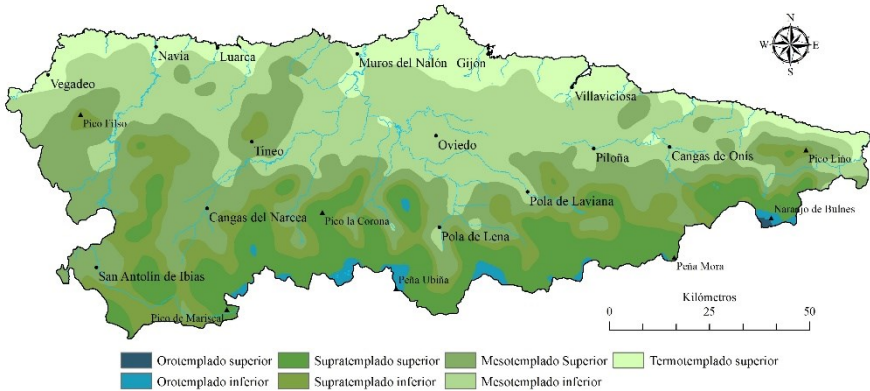 N
W E
S
Navia
Luarca
Muros del Nalón
Gijón
Vegadeo
Villaviciosa
Pico Filso
Tineo
Oviedo
Piloña
Cangas de Onís
Pico Liño
Cangas del Narcea
Pico la Corona
Pola de Laviana
Naranjo de Bulnes
Pola de Lena
San Antolín de Ibias
Peña Ubiña
Peña Mora
Pico de Mariscal
Kilómetros
0 25 50
Orotemplado superior
Supratemplado superior
Mesotemplado Superior
Termotemplado superior
Orotemplado inferior
Supratemplado inferior
Mesotemplado inferior